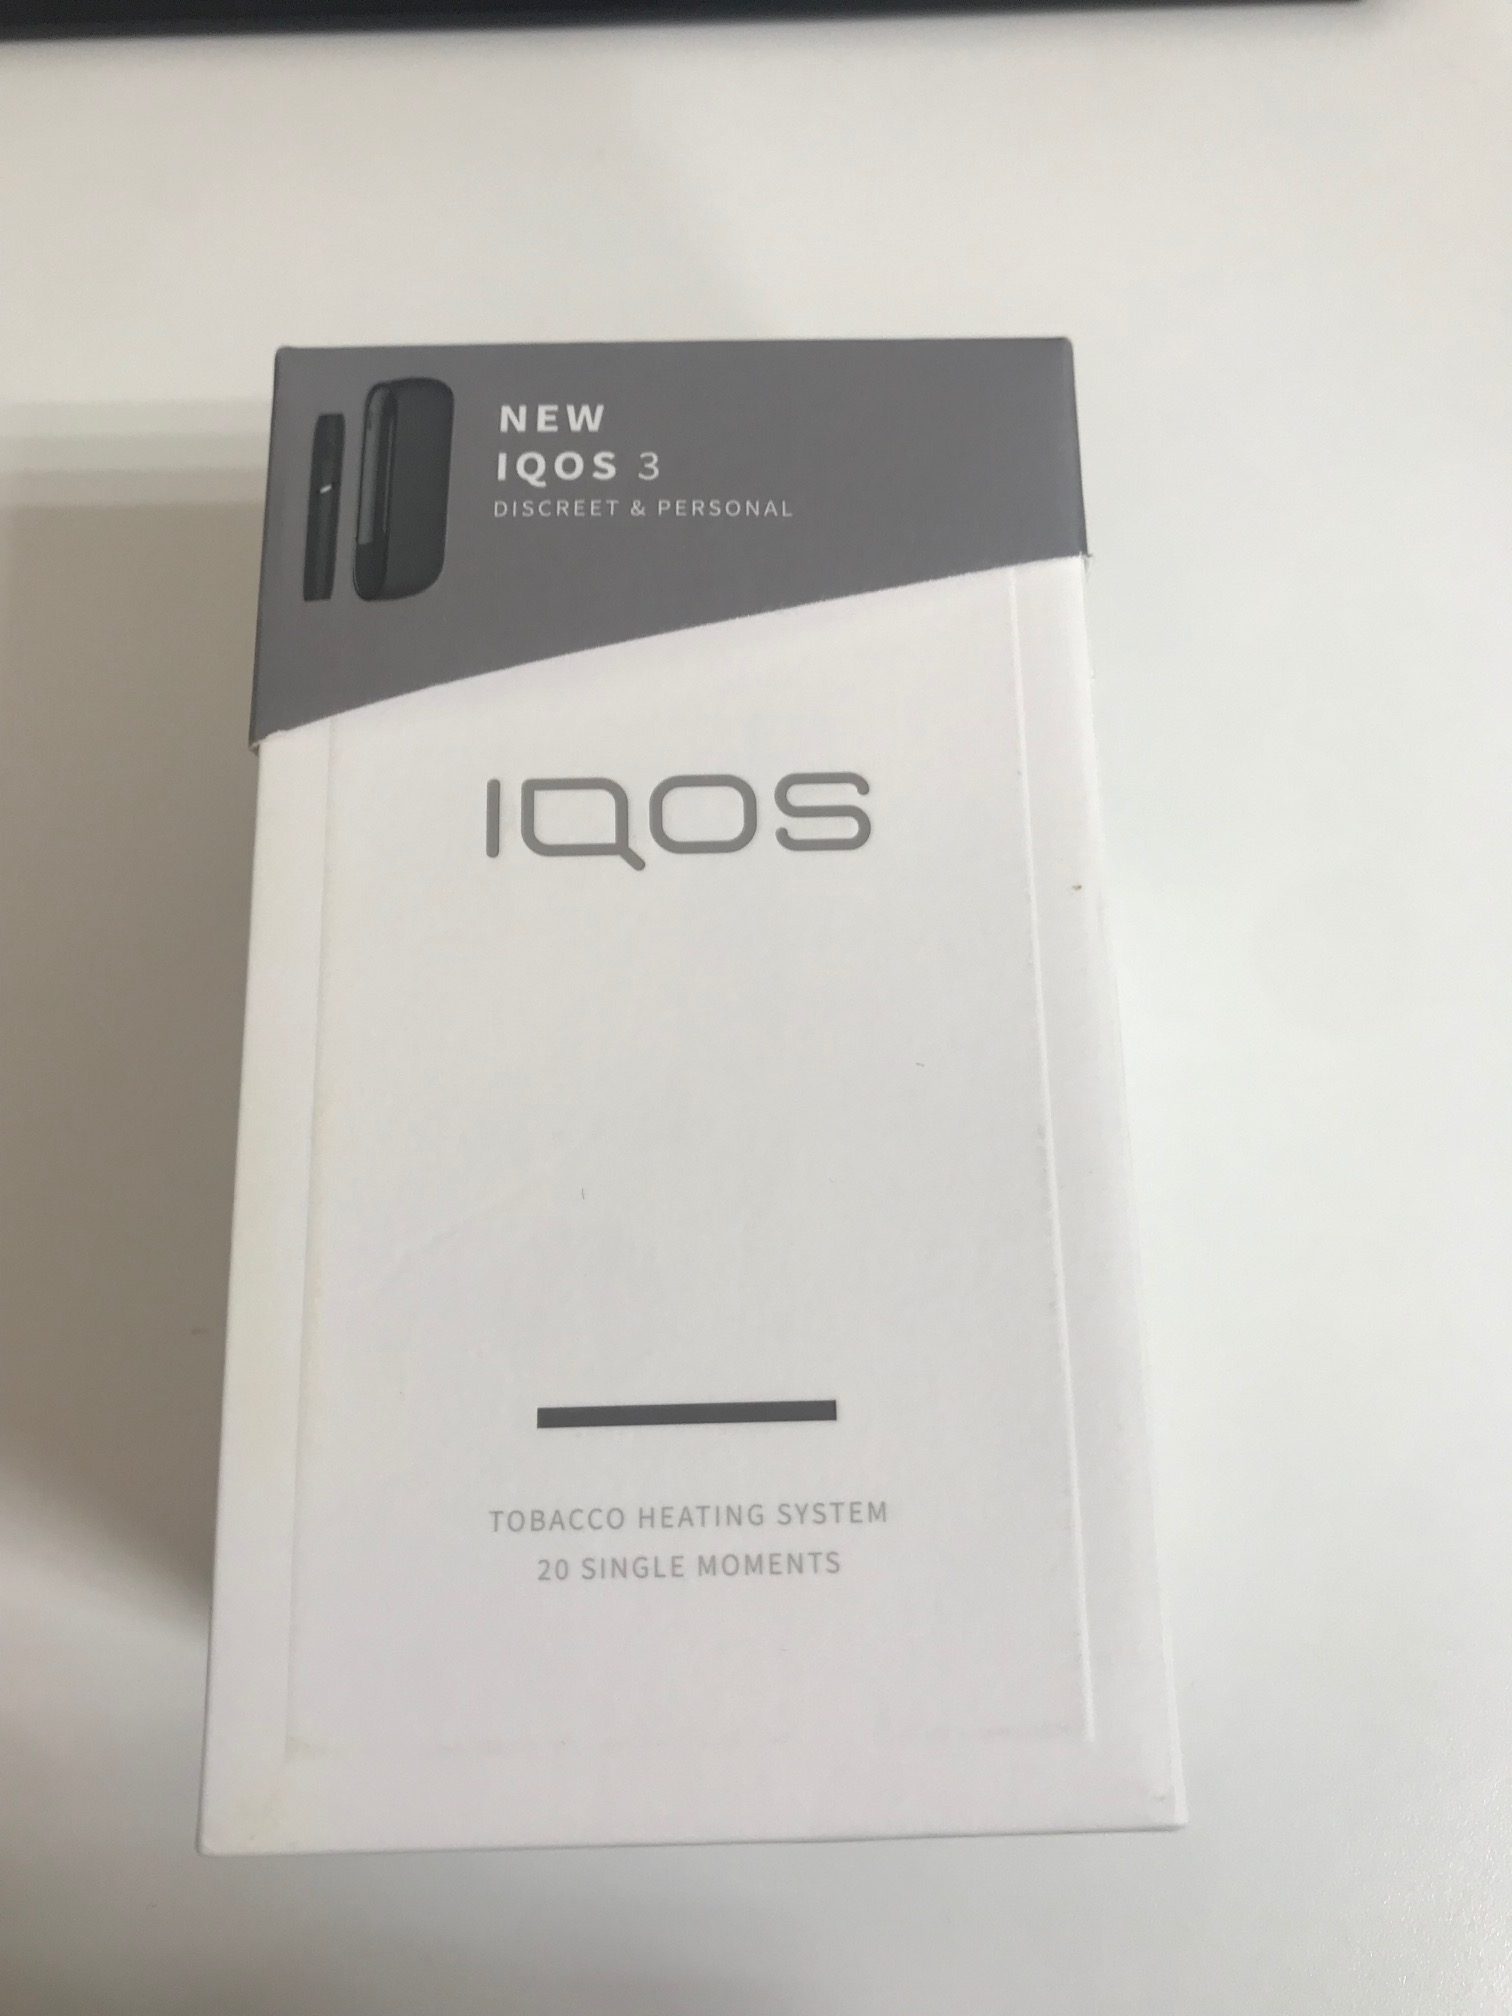 NEW
IQOS 3
DISCREET & PERSONAL
IQOS
TOBACCO HEATING SYSTEM
20 SINGLE MOMENTS